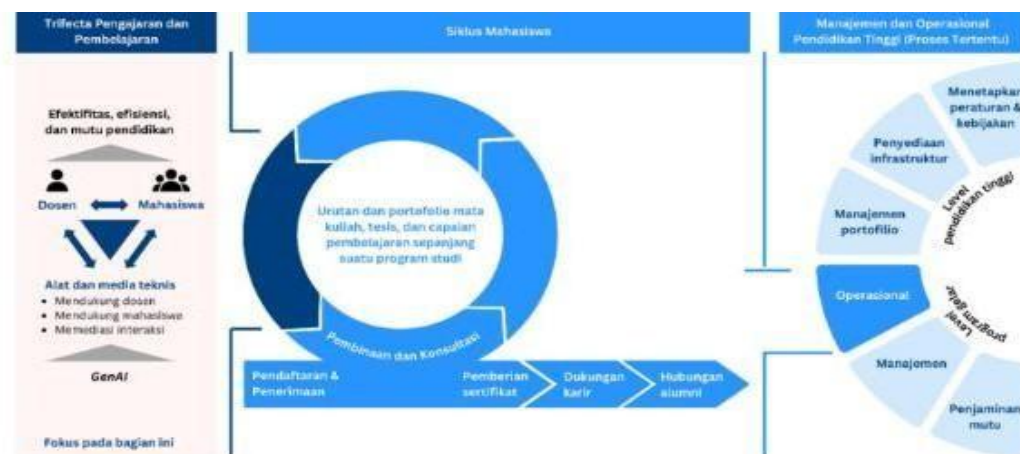 Trifecta Pengajaran dan
Pembelajaran
Efektifitas, efisiensi,
dan mutu pendidikan
Dosen
Mahasiswa
Alat dan media teknis
• Mendukung dosen
• Mendukung mahasiswa
• Memediasi interaksi
GenAI
Fokus pada bagian ini
Siklus Mahasiswa
Urutan dan portofolio mata
kuliah, tesis, dan capaian
pembelajaran sepanjang
suatu program studi
Pembinaan dan Konsultasi
Pendaftaran &
Penerimaan
Pemberian
sertifikat
Dukungan
karir
Hubungan
alumni
Manajemen dan Operasional
Pendidikan Tinggi (Proses Tertentu)
Menetapkan
peraturan &
kebijakan
Penyediaan
infrastruktur
Manajemen
portofilio
Level
pendidikan tinggi
Operasional
Level
program gelar
Manajemen
Penjaminan
mutu